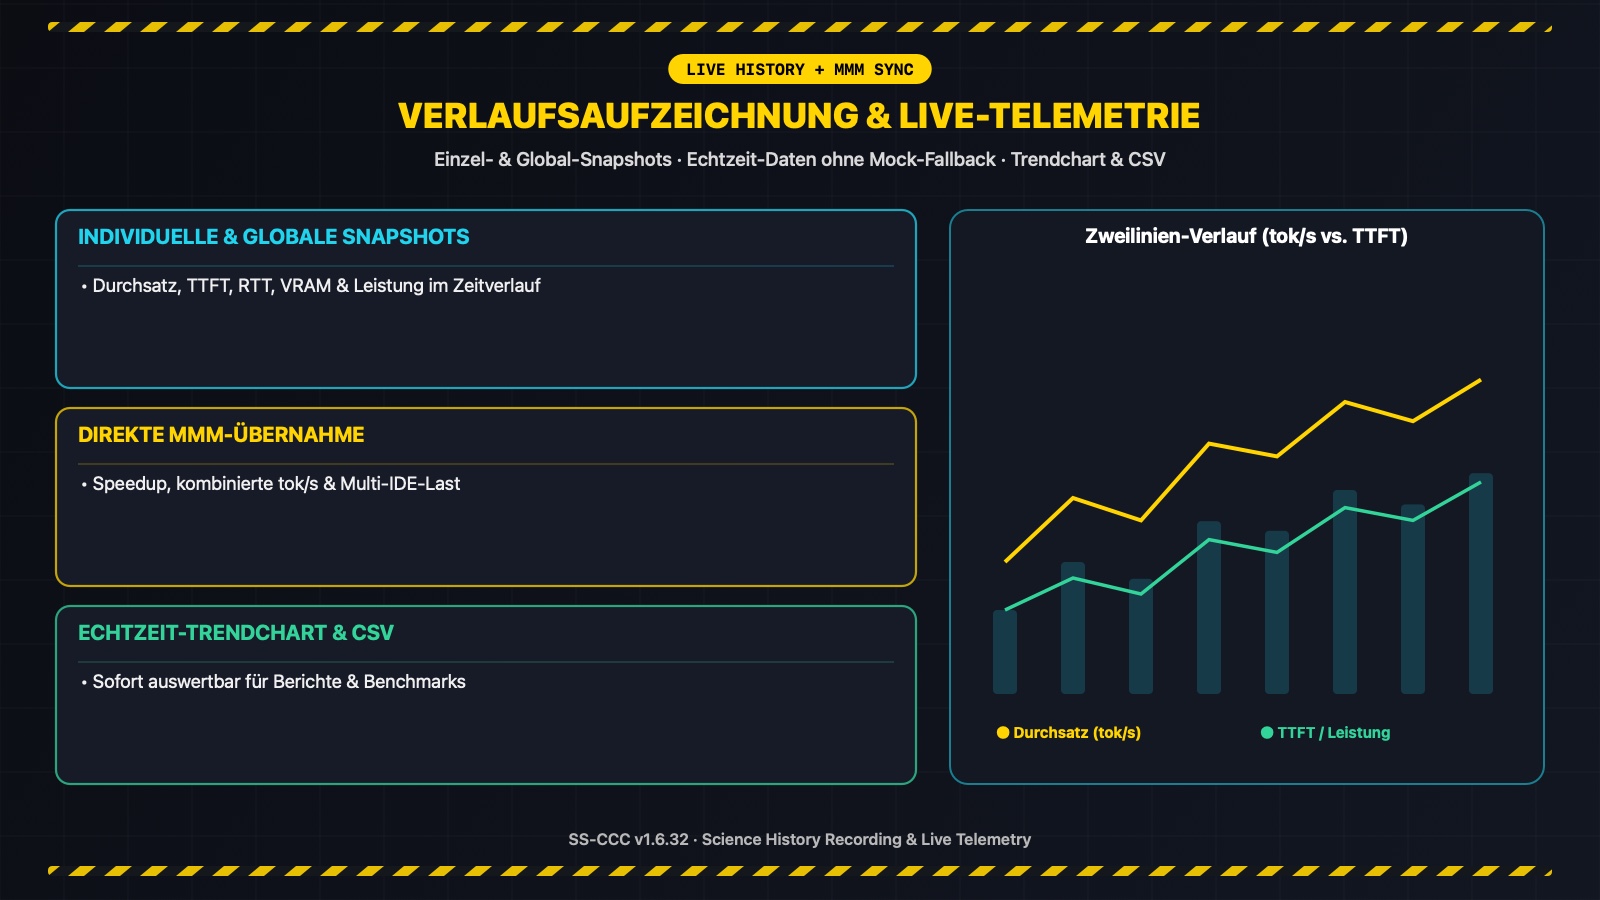 LIVE HISTORY + MMM SYNC
VERLAUFSAUFZEICHNUNG & LIVE-TELEMETRIE
Einzel- & Global-Snapshots · Echtzeit-Daten ohne Mock-Fallback · Trendchart & CSV
INDIVIDUELLE & GLOBALE SNAPSHOTS
• Durchsatz, TTFT, RTT, VRAM & Leistung im Zeitverlauf
DIREKTE MMM-ÜBERNAHME
• Speedup, kombinierte tok/s & Multi-IDE-Last
ECHTZEIT-TRENDCHART & CSV
• Sofort auswertbar für Berichte & Benchmarks
Zweilinien-Verlauf (tok/s vs. TTFT)
Durchsatz (tok/s)
TTFT / Leistung
SS-CCC v1.6.32 · Science History Recording & Live Telemetry